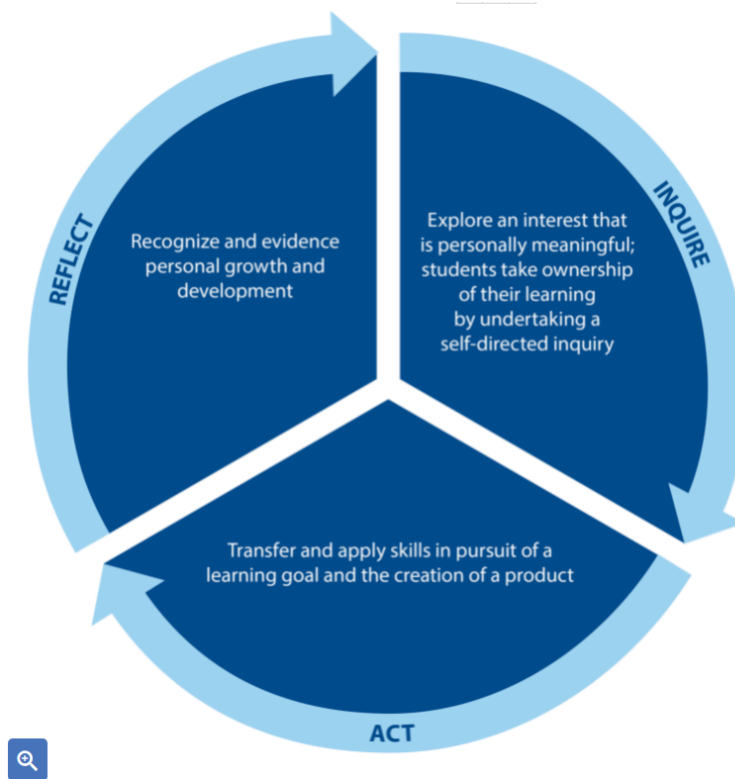 INQUIRE
Explore an interest that
is personally meaningful;
students take ownership
of their learning
by undertaking a
self-directed inquiry
ACT
Transfer and apply skills in pursuit of a
learning goal and the creation of a product
REFLECT
Recognize and evidence
personal growth and
development